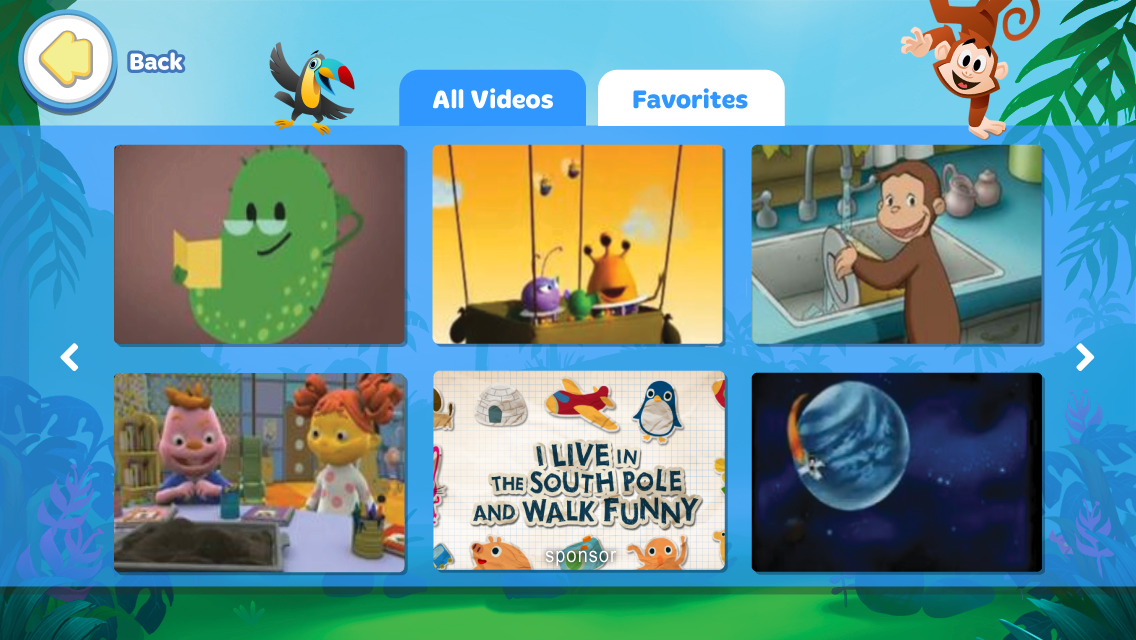 Back
All Videos
Favorites
I LIVE IN
THE SOUTH POLE
AND WALK FUNNY
sponsor